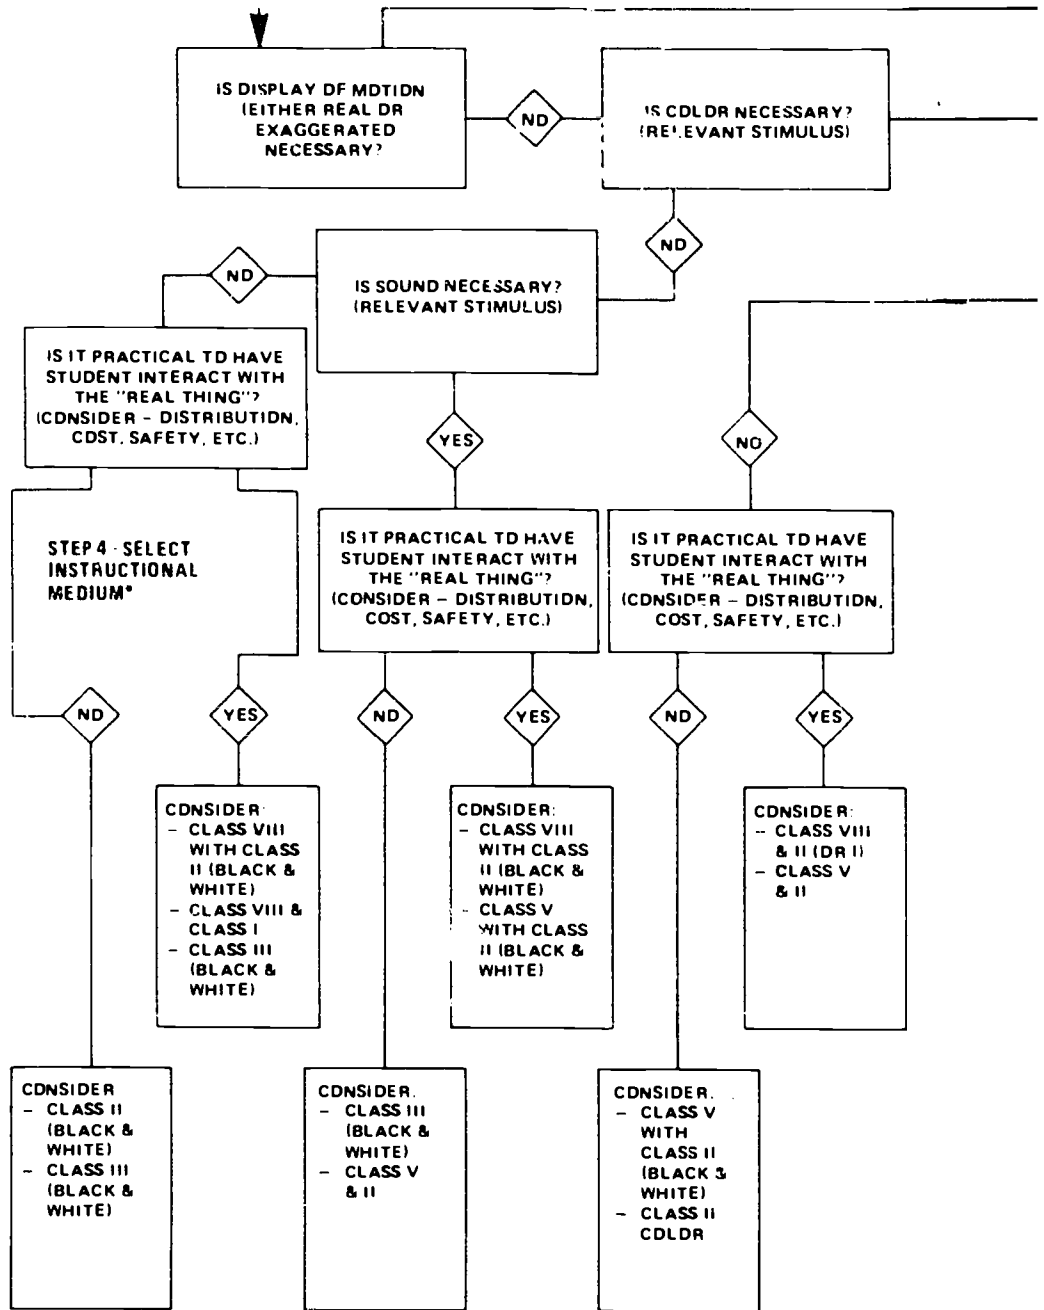 IS DISPLAY DF MDTIDN
(EITHER REAL DR
EXAGGERATED
NECESSARY?
ND
IS CDLDR NECESSARY?
(RELEVANT STIMULUS)
ND
IS SOUND NECESSARY?
(RELEVANT STIMULUS)
ND
IS IT PRACTICAL TD HAVE
STUDENT INTERACT WITH
THE "REAL THING"?
(CDNSIDER – DISTRIBUTIDN,
CDST, SAFETY, ETC.)
YES
NO
STEP 4 - SELECT
INSTRUCTIONAL
MEDIUM*
IS IT PRACTICAL TD HAVE
STUDENT INTERACT WITH
THE "REAL THING"?
(CDNSIDER – DISTRIBUTIDN,
COST, SAFETY, ETC.)
IS IT PRACTICAL TD HAVE
STUDENT INTERACT WITH
THE "REAL THING"?
(CDNSIDER – DISTRIBUTIDN,
COST, SAFETY, ETC.)
ND
YES
ND
YES
ND
YES
CDNSIDER:
– CLASS VIII
WITH CLASS
II (BLACK &
WHITE)
– CLASS VIII &
CLASS I
– CLASS III
(BLACK &
WHITE)
CDNSIDER:
– CLASS VIII
WITH CLASS
II (BLACK &
WHITE)
– CLASS V
WITH CLASS
II (BLACK &
WHITE)
CDNSIDER:
– CLASS VIII
& II (DR I)
– CLASS V
& II
CDNSIDER
– CLASS II
(BLACK &
WHITE)
– CLASS III
(BLACK &
WHITE)
CDNSIDER.
– CLASS III
(BLACK &
WHITE)
– CLASS V
& II
CDNSIDER.
– CLASS V
WITH
CLASS II
(BLACK &
WHITE)
– CLASS II
CDLDR